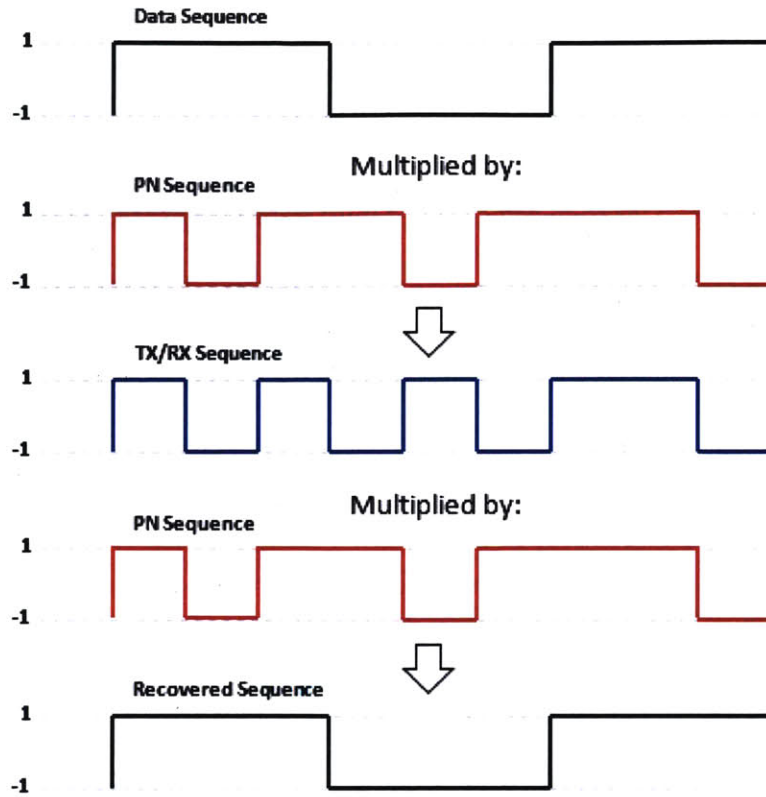 Data Sequence
1
-1
Multiplied by:
PN Sequence
1
-1
TX/RX Sequence
1
-1
Multiplied by:
PN Sequence
1
-1
Recovered Sequence
1
-1